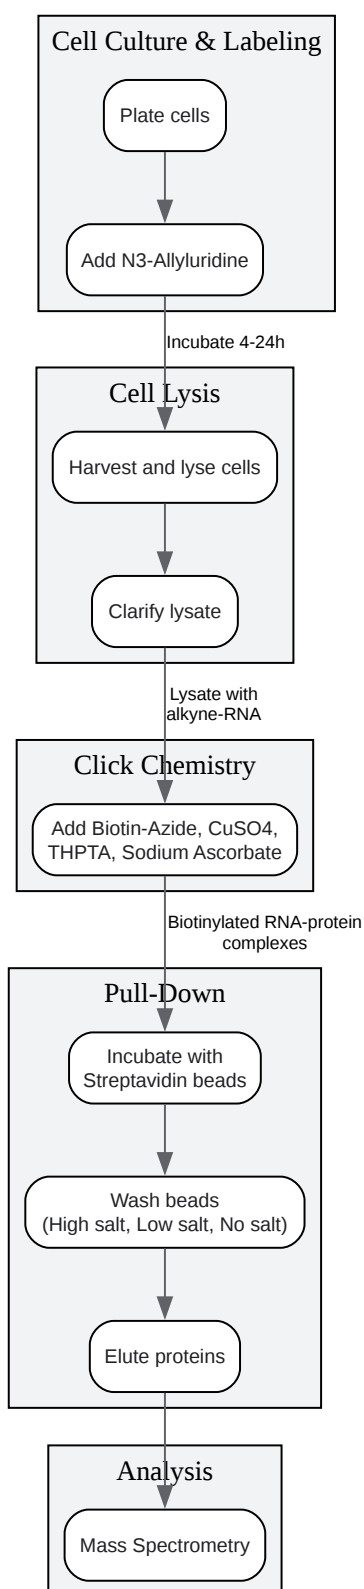 Cell Culture & Labeling
Plate cells
Add N3-Allyluridine
Incubate 4-24h
Cell Lysis
Harvest and lyse cells
Clarify lysate
Lysate with
alkyne-RNA
Click Chemistry
Add Biotin-Azide, CuSO4,
THPTA, Sodium Ascorbate
Biotinylated RNA-protein
complexes
Pull-Down
Incubate with
Streptavidin beads
Wash beads
(High salt, Low salt, No salt)
Elute proteins
Analysis
Mass Spectrometry